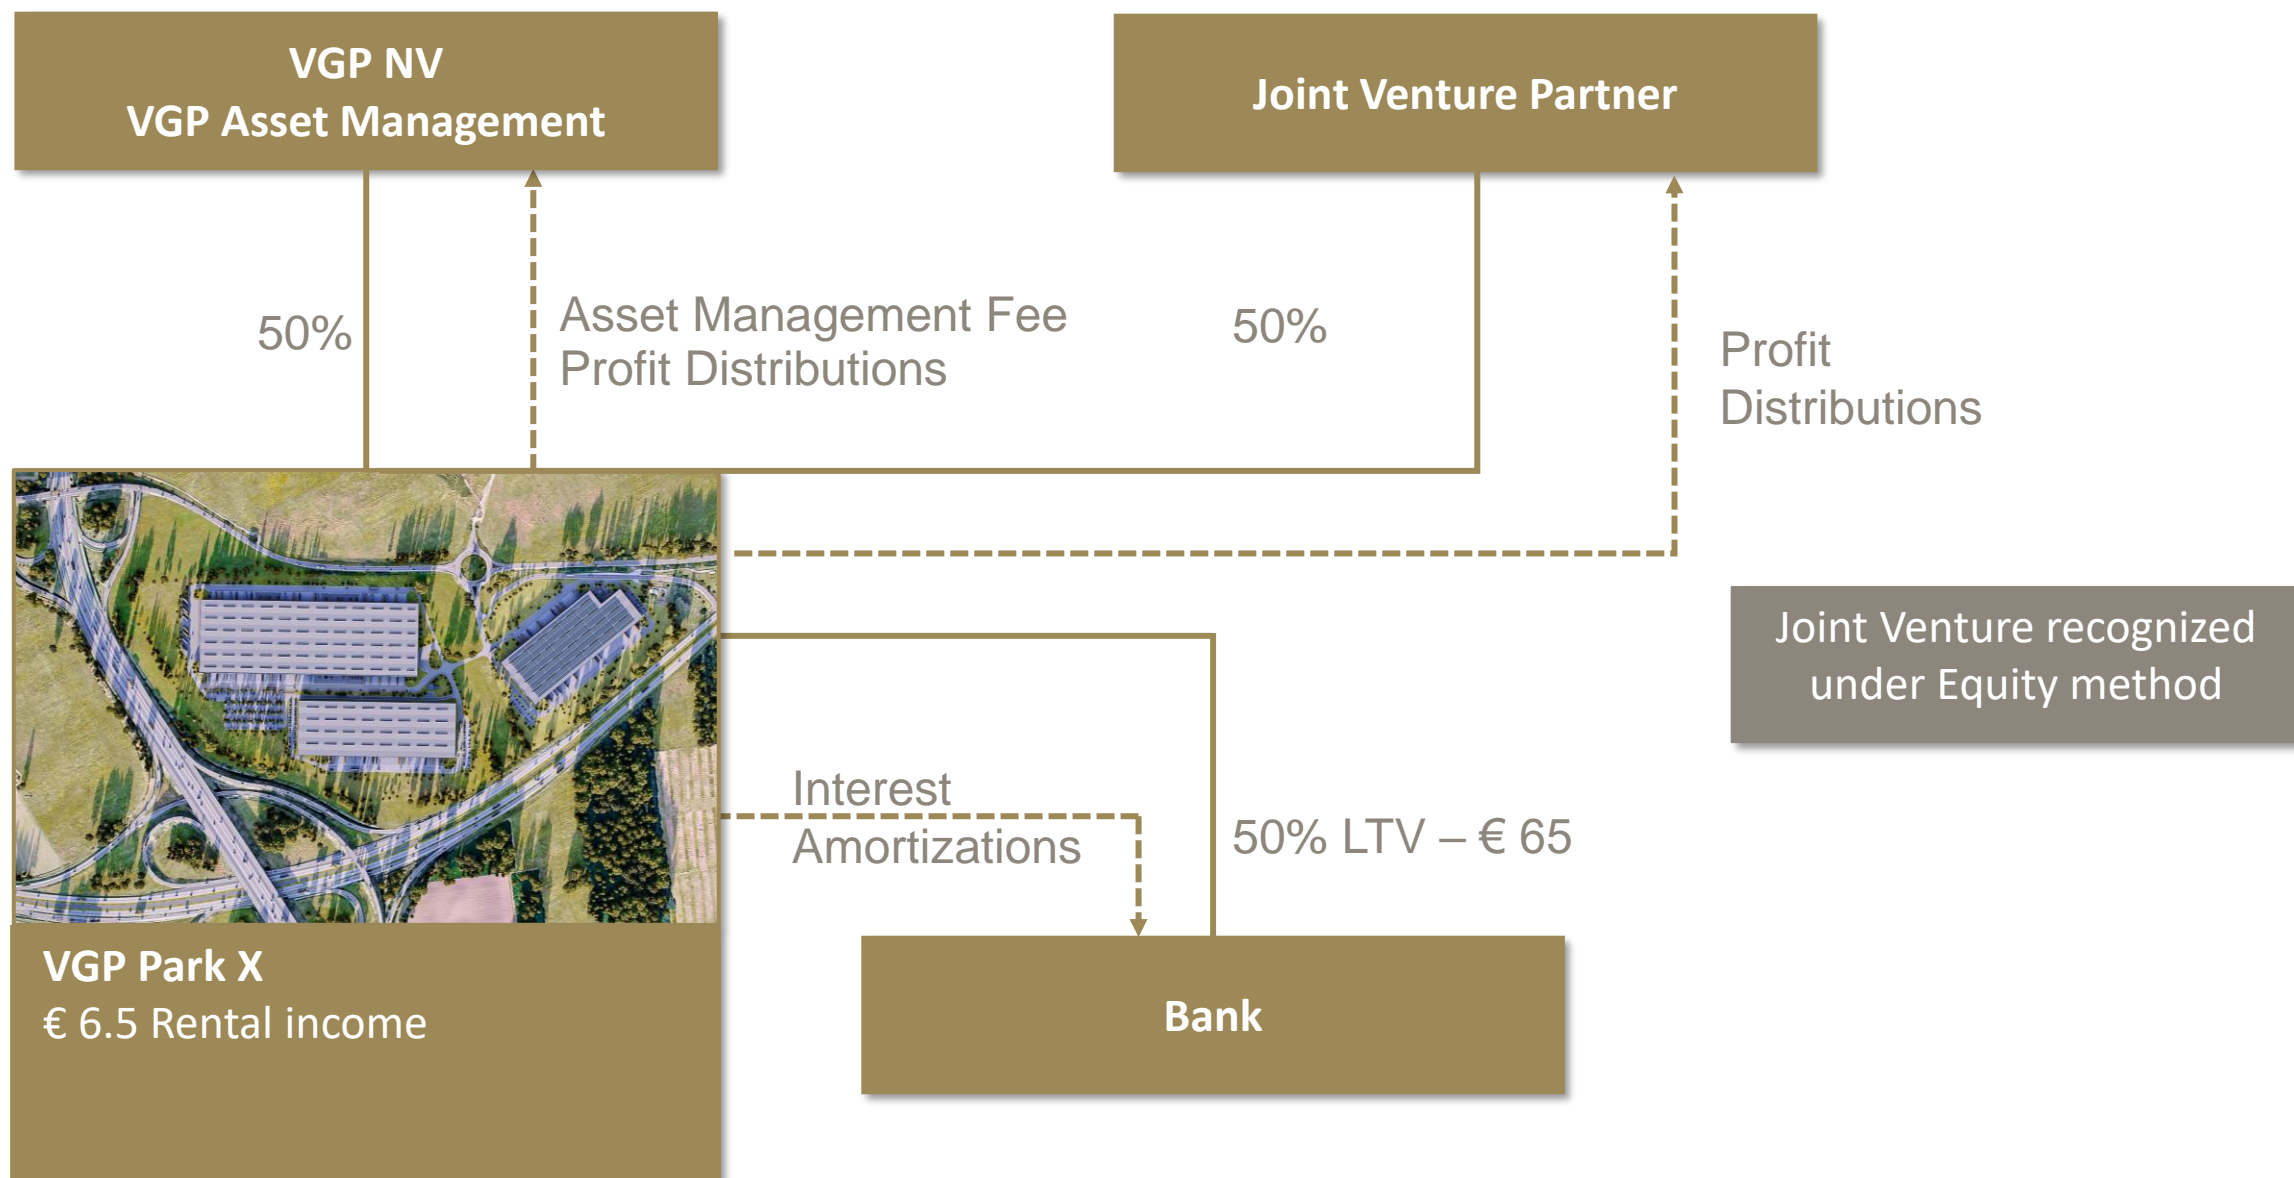 VGP NV
VGP Asset Management
Joint Venture Partner
50%
Asset Management Fee
Profit Distributions
50%
Profit
Distributions
Joint Venture recognized
under Equity method
Interest
Amortizations
50% LTV – € 65
VGP Park X
€ 6.5 Rental income
Bank